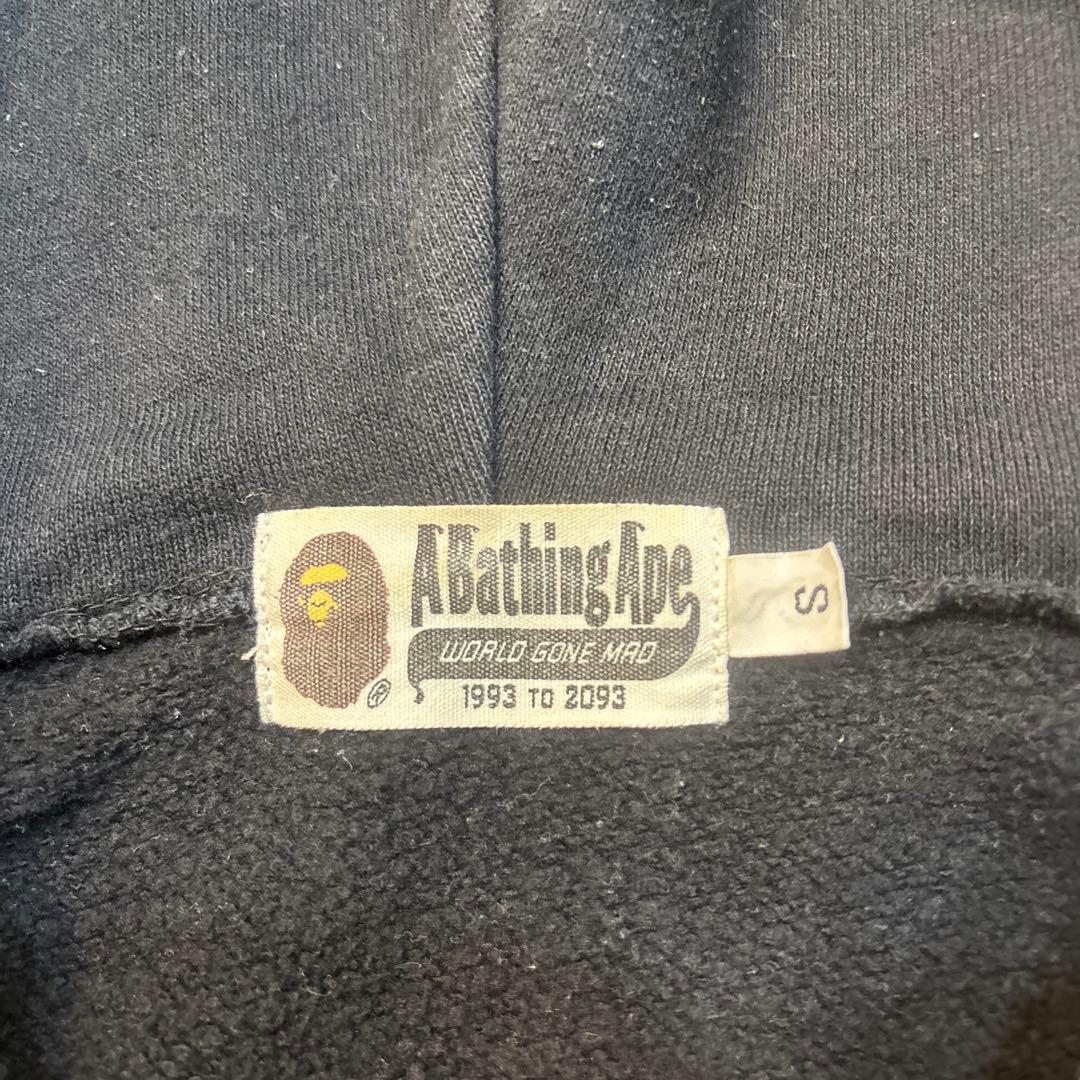 A Bathing Ape
WORLD GONE MAD
®
1993 TO 2093
S